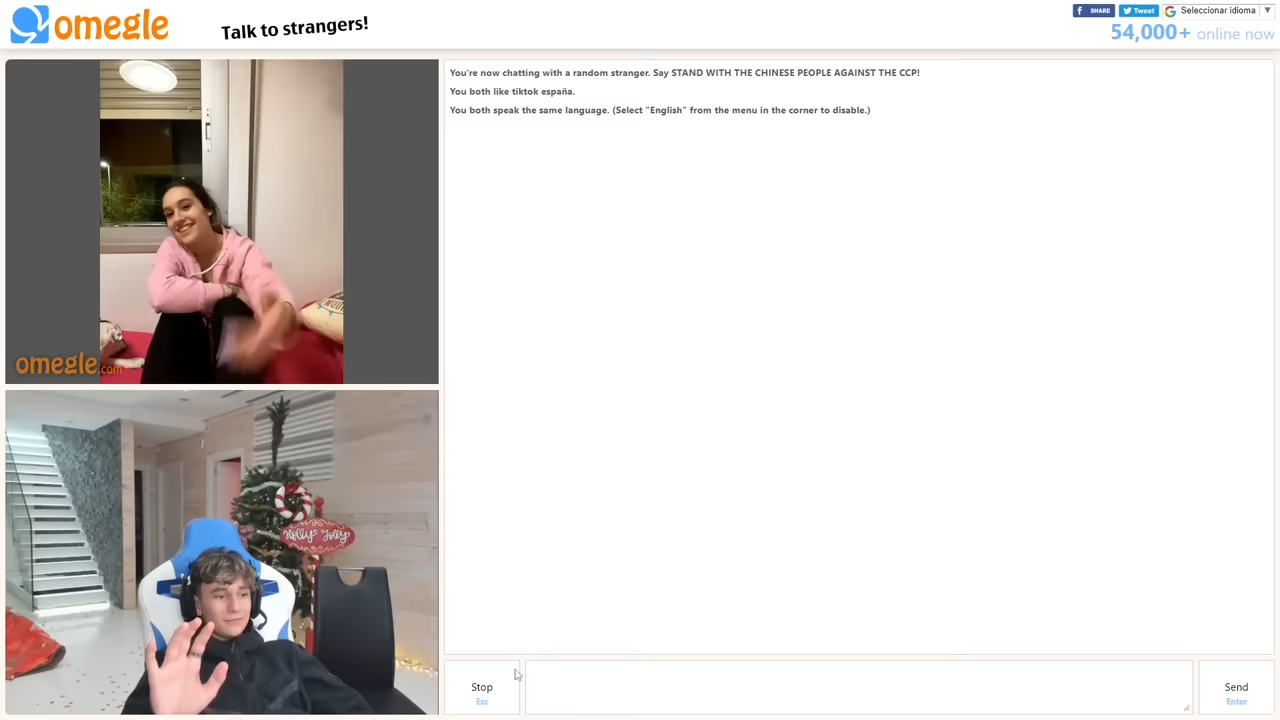 omegle
Talk to strangers!
SHARE
Tweet
Seleccionar idioma
54,000+ online now
You're now chatting with a random stranger. Say STAND WITH THE CHINESE PEOPLE AGAINST THE CCP!
You both like tiktok españa.
You both speak the same language. (Select "English" from the menu in the corner to disable.)
omegle.com
Holly Jolly
Stop
Esc
Send
Enter